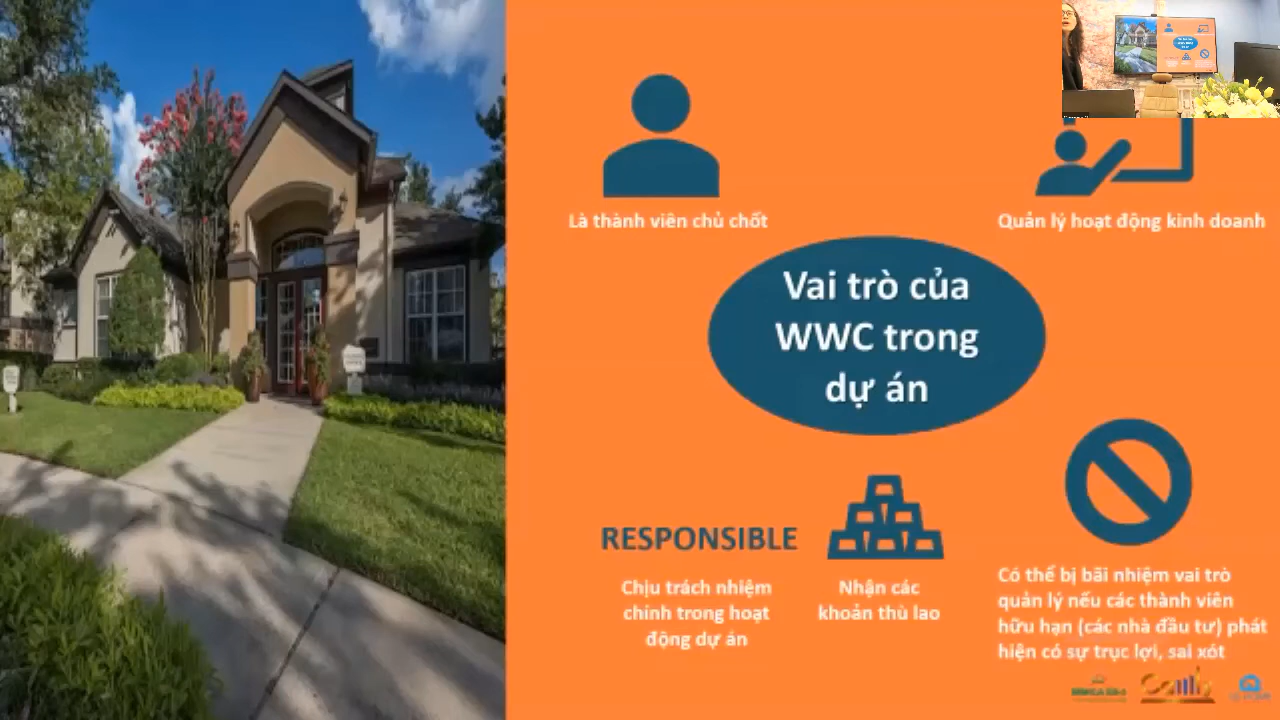 Là thành viên chủ chốt
Quản lý hoạt động kinh doanh
Vai trò của
WWC trong
dự án
RESPONSIBLE
Chịu trách nhiệm
chính trong hoạt
động dự án
Nhận các
khoản thù lao
Có thể bị bãi nhiệm vai trò
quản lý nếu các thành viên
hữu hạn (các nhà đầu tư) phát
hiện có sự trục lợi, sai xót